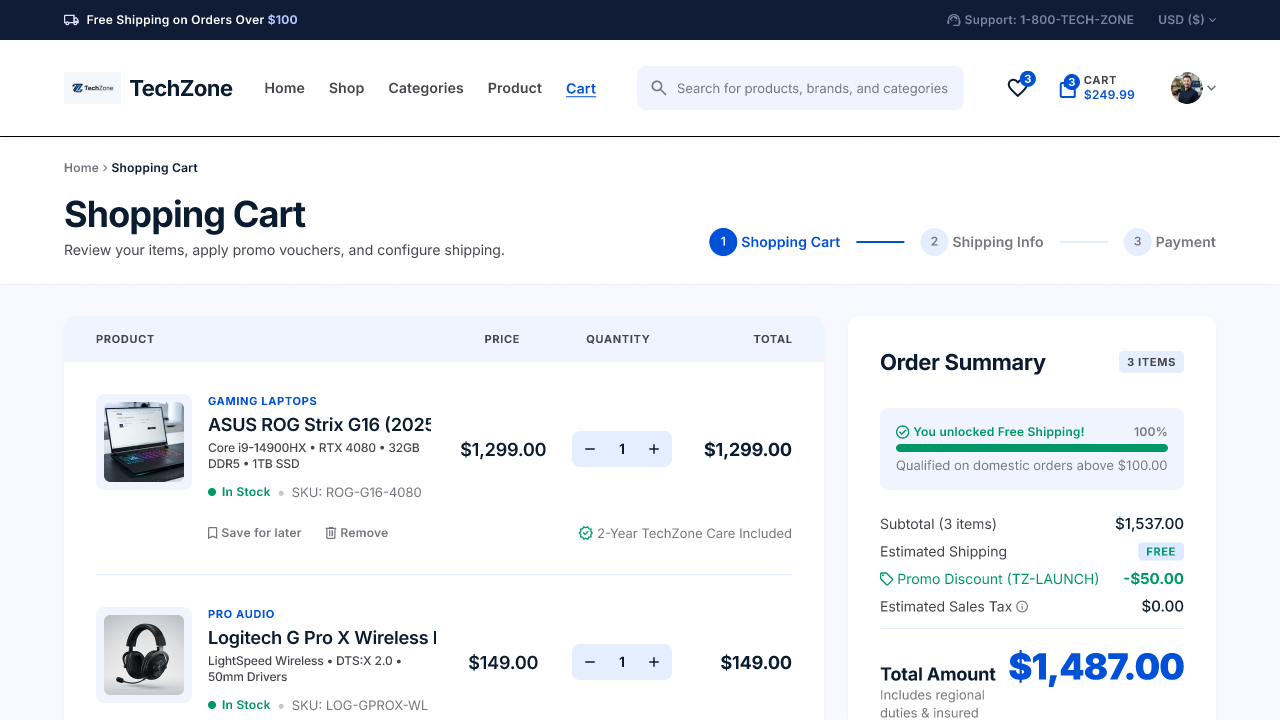 Free Shipping on Orders Over $100
Support: 1-800-TECH-ZONE
USD ($)
TechZone
TechZone
Home
Shop
Categories
Product
Cart
Search for products, brands, and categories
3
3
CART
$249.99
Home > Shopping Cart
Shopping Cart
Review your items, apply promo vouchers, and configure shipping.
1 Shopping Cart
2 Shipping Info
3 Payment
PRODUCT PRICE QUANTITY TOTAL
GAMING LAPTOPS
ASUS ROG Strix G16 (2025
Core i9-14900HX • RTX 4080 • 32GB
DDR5 • 1TB SSD
In Stock • SKU: ROG-G16-4080
$1,299.00
− 1 +
$1,299.00
Save for later
Remove
2-Year TechZone Care Included
PRO AUDIO
Logitech G Pro X Wireless
LightSpeed Wireless • DTS:X 2.0 •
50mm Drivers
In Stock • SKU: LOG-GPROX-WL
$149.00
− 1 +
$149.00
Order Summary
3 ITEMS
You unlocked Free Shipping!
100%
Qualified on domestic orders above $100.00
Subtotal (3 items) $1,537.00
Estimated Shipping FREE
Promo Discount (TZ-LAUNCH) -$50.00
Estimated Sales Tax $0.00
Total Amount $1,487.00
Includes regional
duties & insured